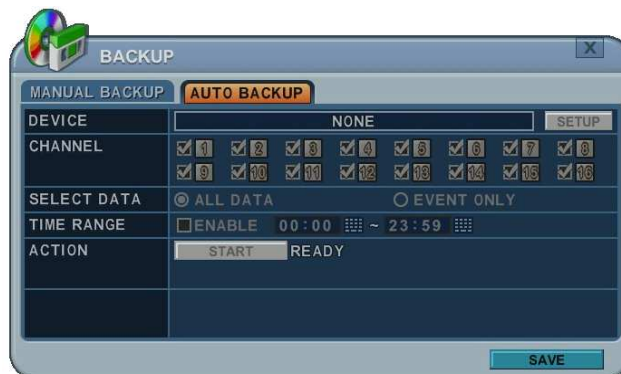 BACKUP X
MANUAL BACKUP AUTO BACKUP
DEVICE NONE SETUP
CHANNEL 1 2 3 4 5 6 7 8
9 10 11 12 13 14 15 16
SELECT DATA ALL DATA EVENT ONLY
TIME RANGE ENABLE 00:00 ~ 23:59
ACTION START READY
SAVE